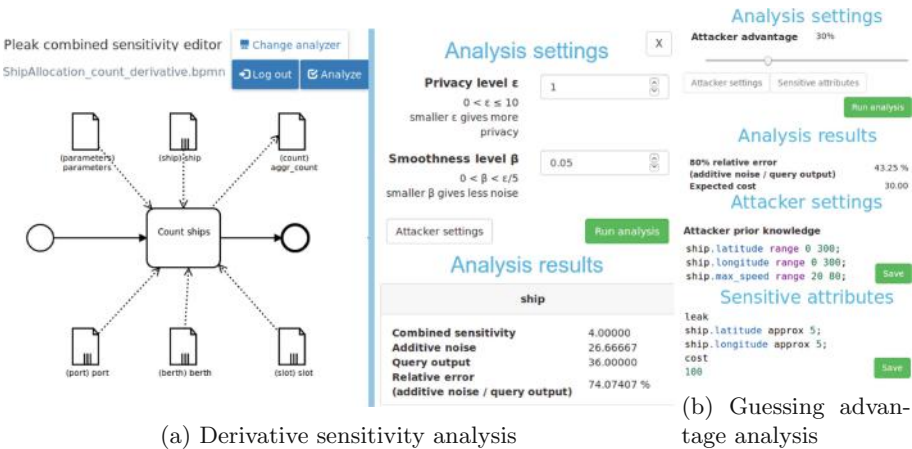 Pleak combined sensitivity editor
Change analyzer
ShipAllocation_count_derivative.bpmn
Log out
Analyze
(parameters)
parameters
(ship) ship
(count)
aggr_count
Count ships
(port) port
(berth) berth
(slot) slot
Analysis settings
X
Privacy level ε
1
0 < ε ≤ 10
smaller ε gives more
privacy
Smoothness level β
0.05
0 < β < ε/5
smaller β gives less noise
Attacker settings
Run analysis
Analysis results
ship
Combined sensitivity 4.00000
Additive noise 26.66667
Query output 36.00000
Relative error
(additive noise / query output) 74.07407 %
(a) Derivative sensitivity analysis
Analysis settings
Attacker advantage 30%
Attacker settings
Sensitive attributes
Run analysis
Analysis results
80% relative error
(additive noise / query output) 43.25 %
Expected cost 30.00
Attacker settings
Attacker prior knowledge
ship.latitude range 0 300;
ship.longitude range 0 300;
ship.max_speed range 20 80;
Save
Sensitive attributes
leak
ship.latitude approx 5;
ship.longitude approx 5;
cost
100
Save
(b) Guessing advan-
tage analysis